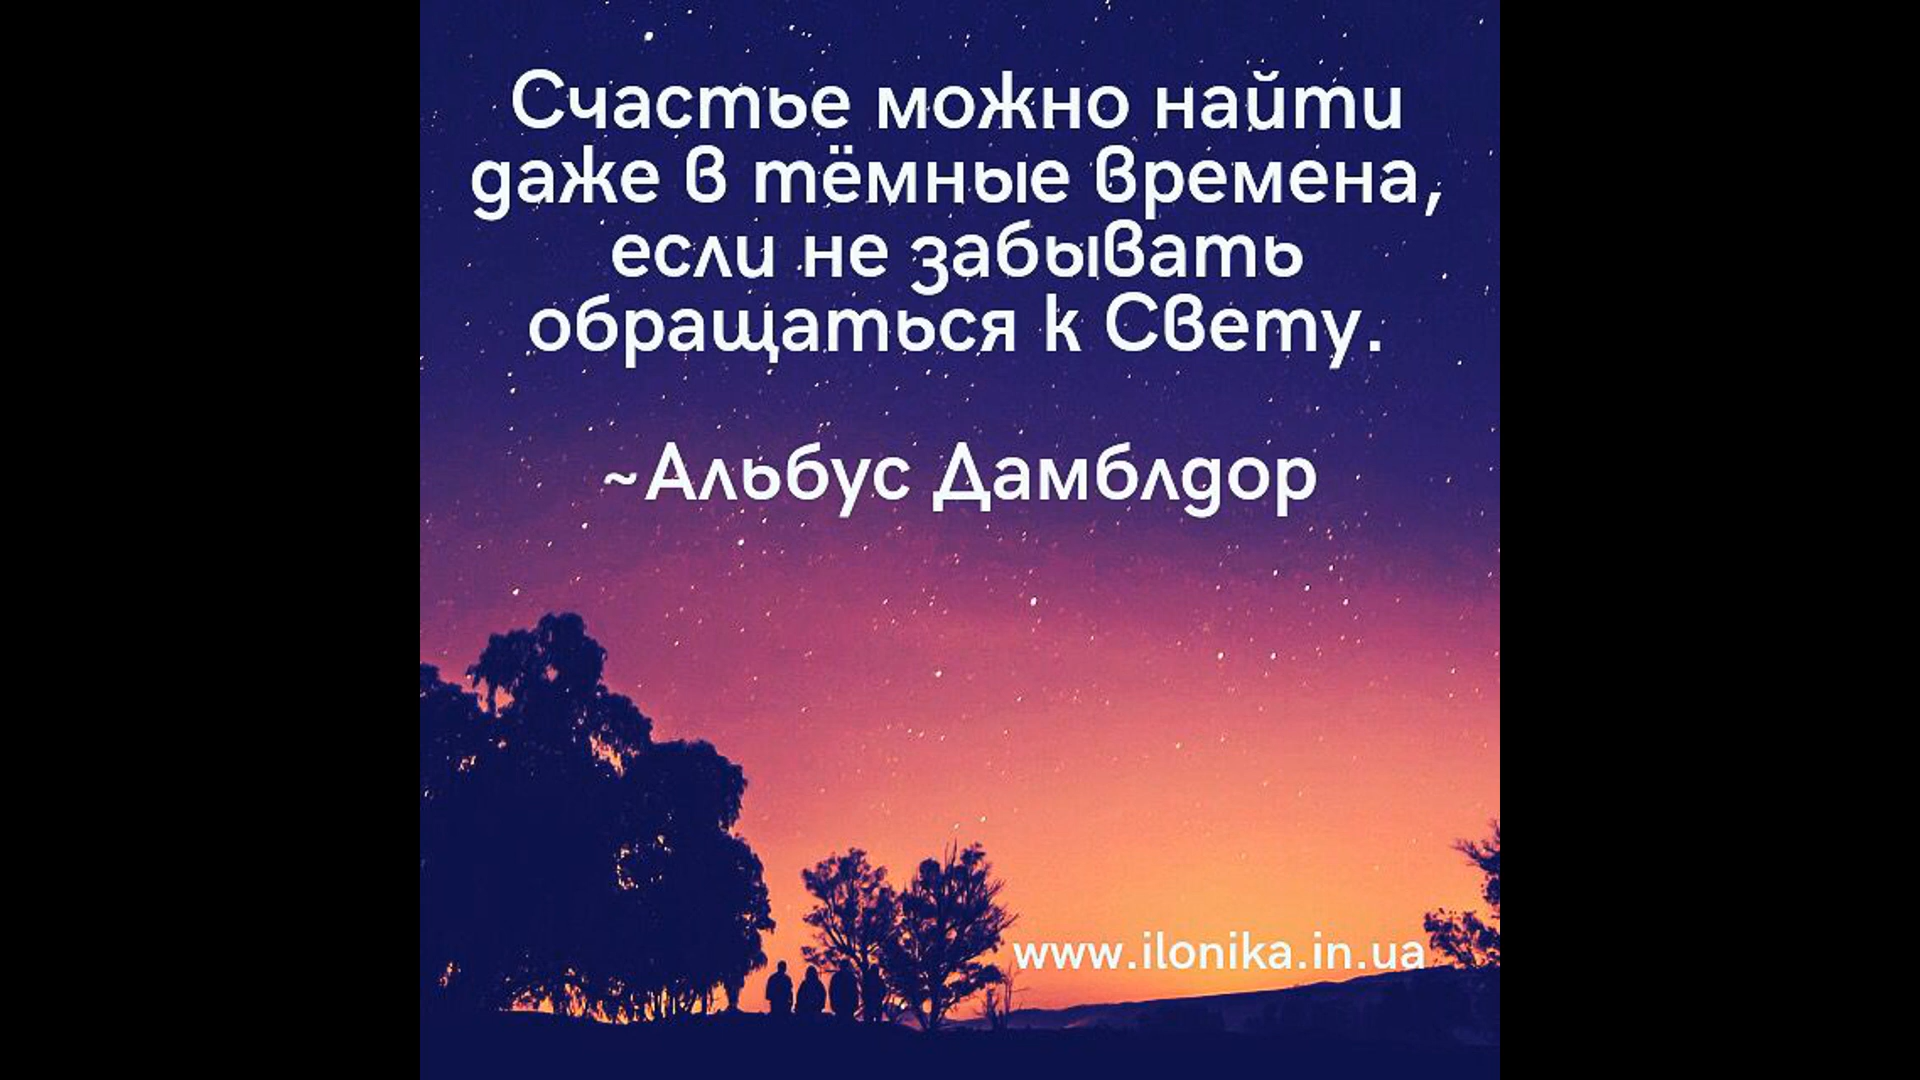 Счастье можно найти
даже в тёмные времена,
если не забывать
обращаться к Свету.
~Альбус Дамблдор
www.ilonika.in.ua